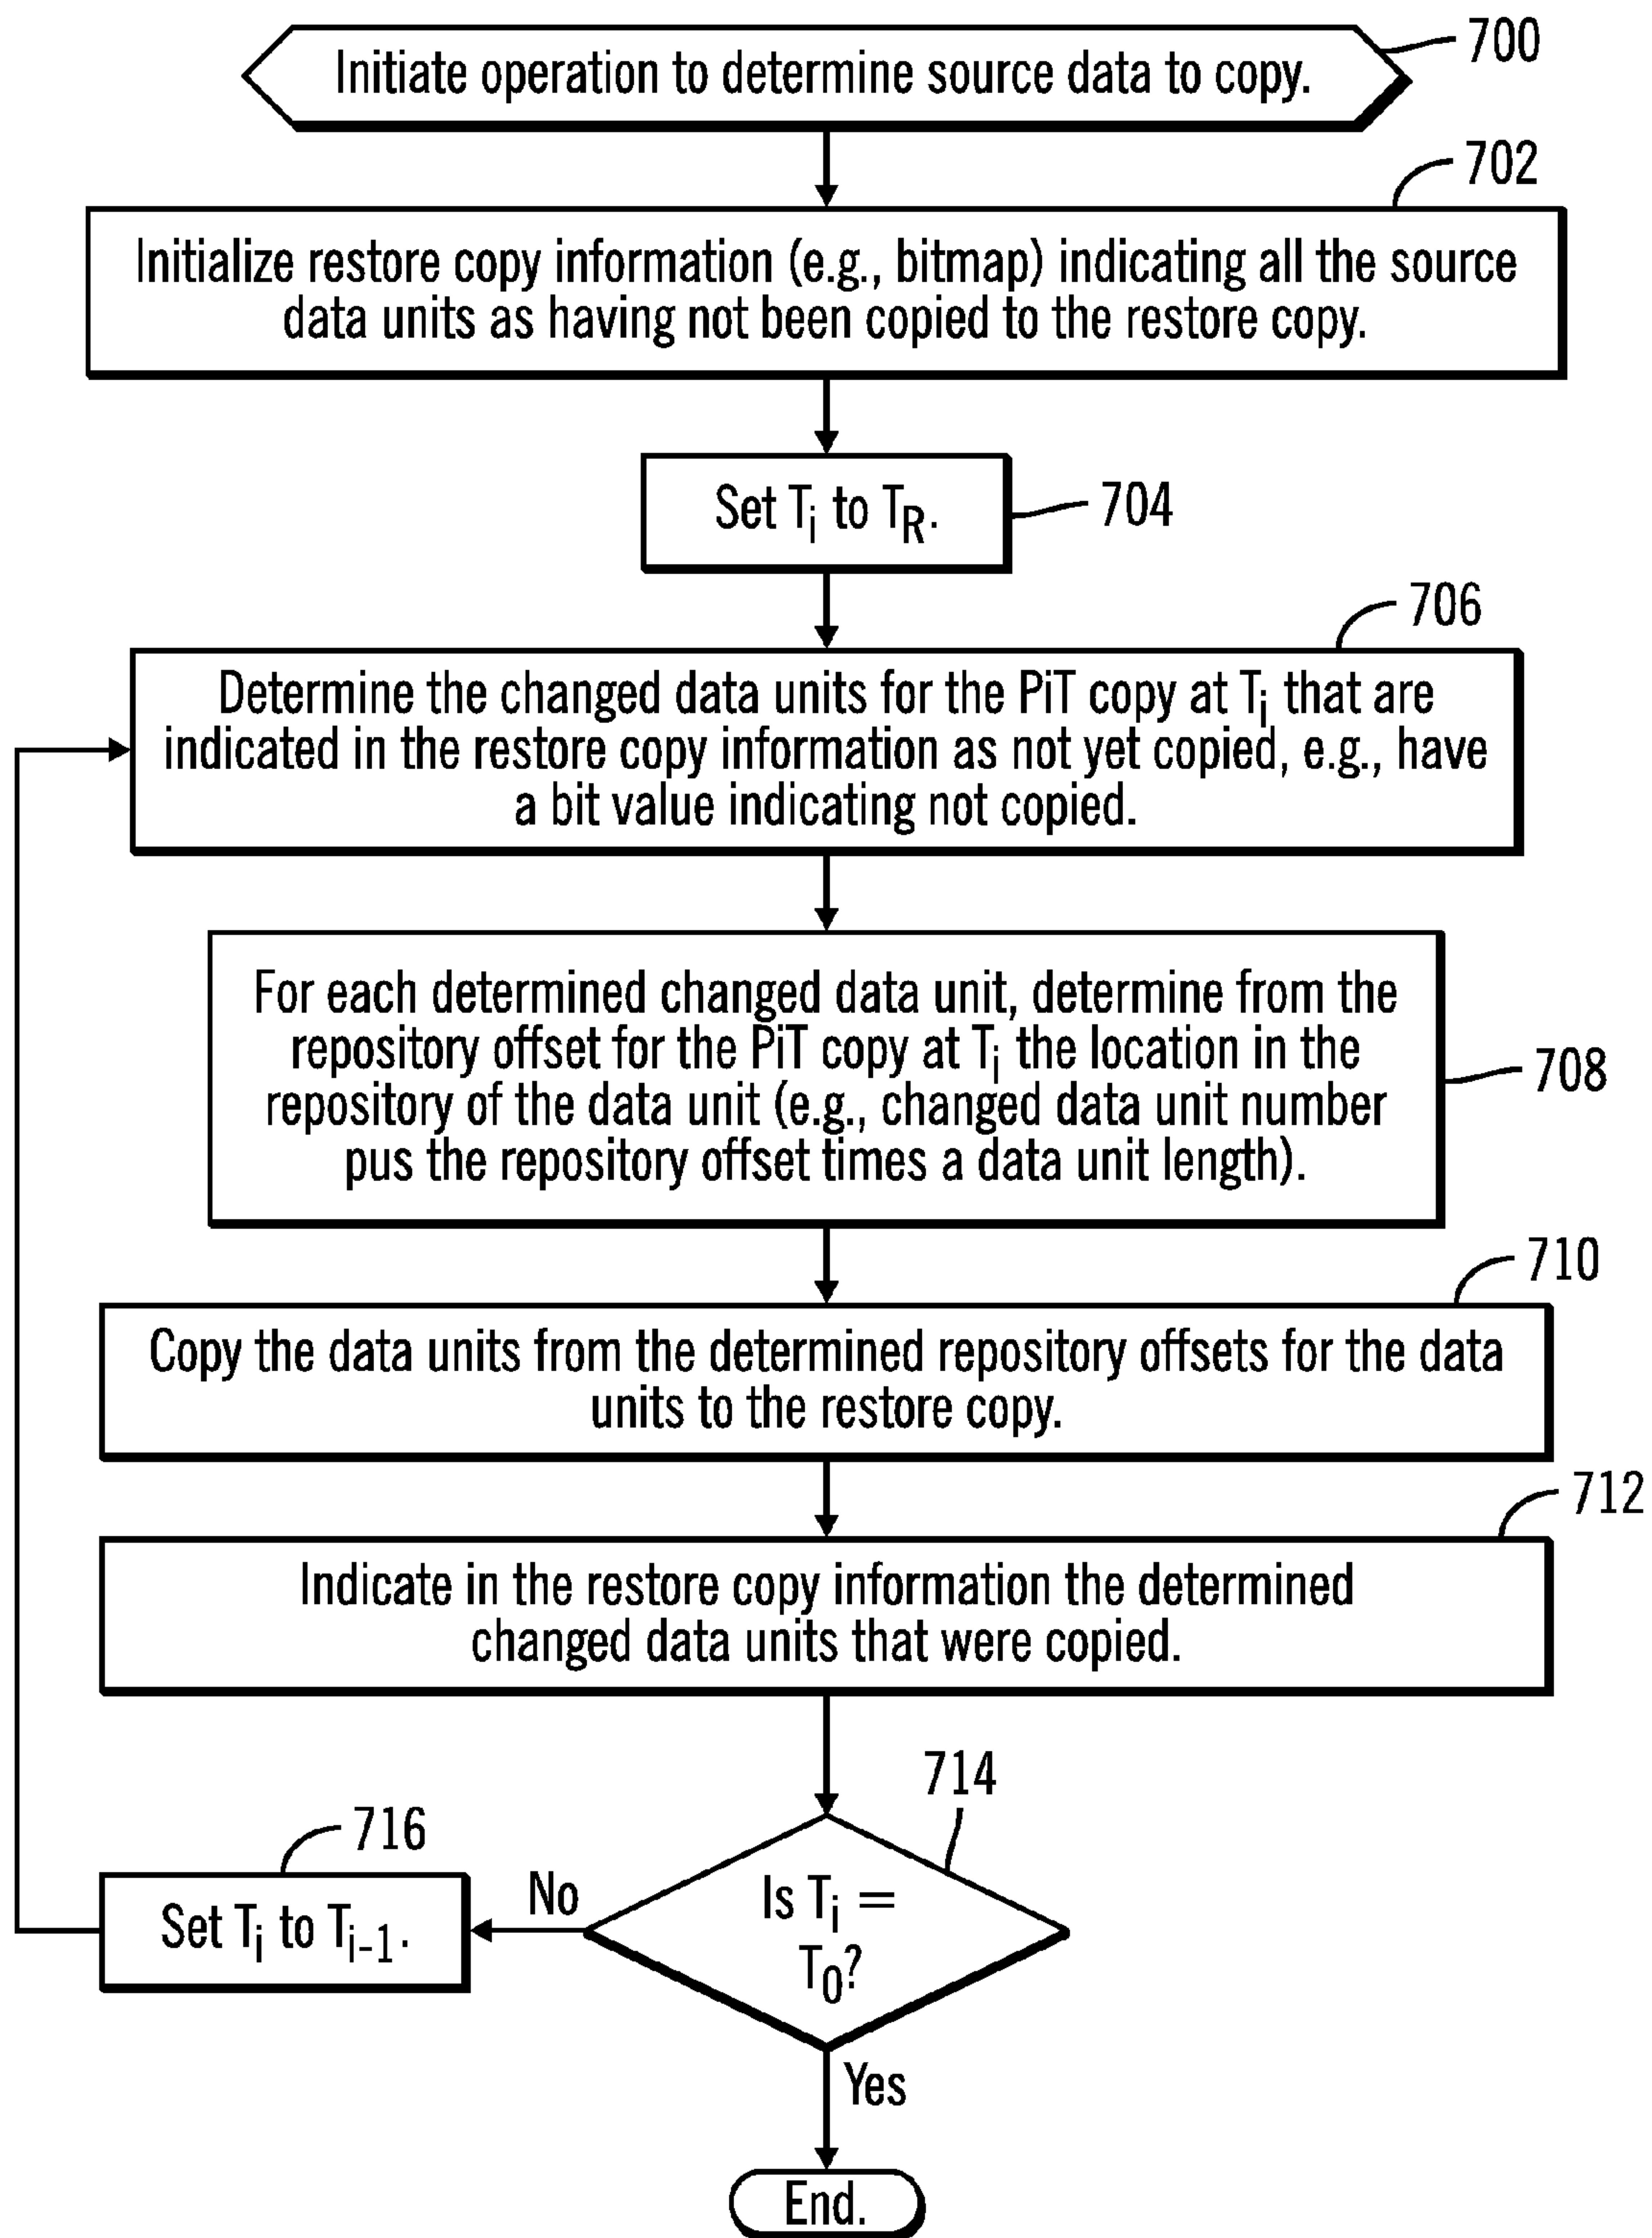 Initiate operation to determine source data to copy.
700
702
Initialize restore copy information (e.g., bitmap) indicating all the source
data units as having not been copied to the restore copy.
Set Ti to TR.
704
706
Determine the changed data units for the PiT copy at Ti that are
indicated in the restore copy information as not yet copied, e.g., have
a bit value indicating not copied.
For each determined changed data unit, determine from the
repository offset for the PiT copy at Ti the location in the
repository of the data unit (e.g., changed data unit number
pus the repository offset times a data unit length).
708
710
Copy the data units from the determined repository offsets for the data
units to the restore copy.
712
Indicate in the restore copy information the determined
changed data units that were copied.
714
716
Is Ti =
T0?
No
Set Ti to Ti-1.
Yes
End.